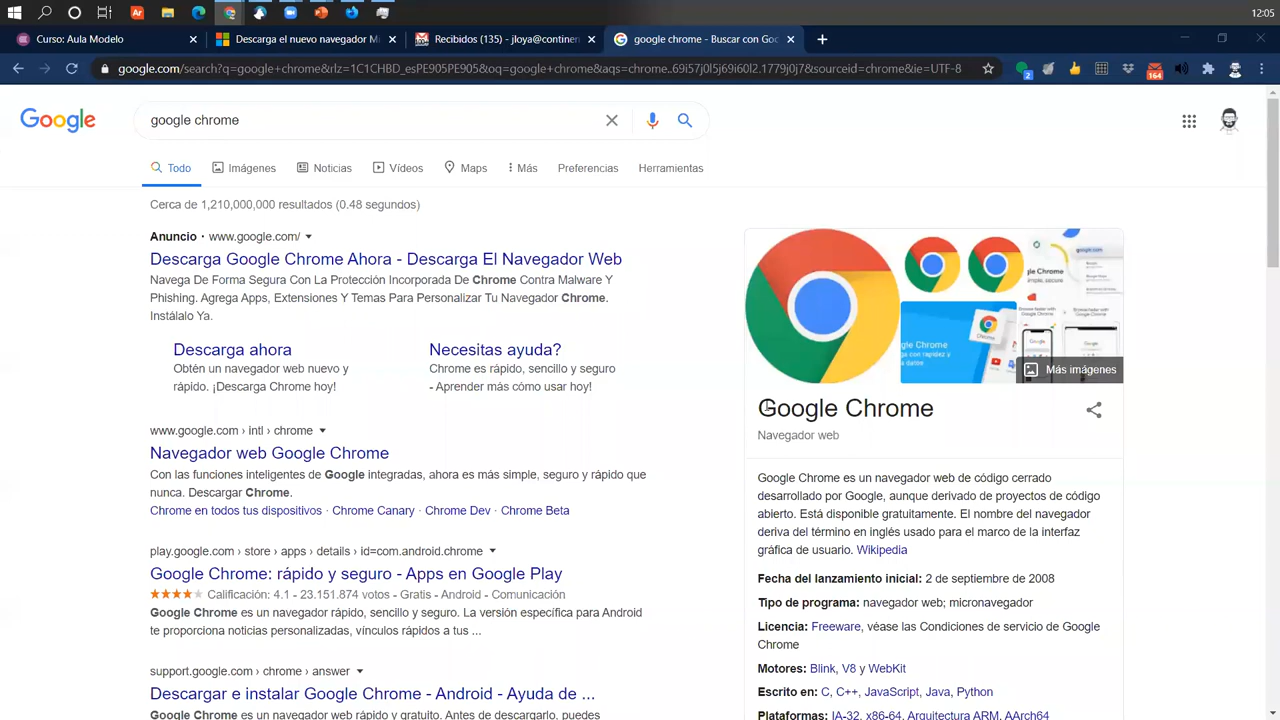 12:05
Curso: Aula Modelo
Descarga el nuevo navegador Mi
Recibidos (135) - jloya@continen
google chrome - Buscar con Goo
google.com/search?q=google+chrome&rlz=1C1CHBD_esPE905PE905&oq=google+chrome&aqs=chrome..69i57j0l5j69i60l2.1779j0j7&sourceid=chrome&ie=UTF-8
2
164
Google
google chrome
Todo
Imágenes
Noticias
Vídeos
Maps
Más
Preferencias
Herramientas
Cerca de 1,210,000,000 resultados (0.48 segundos)
Anuncio · www.google.com/
Descarga Google Chrome Ahora - Descarga El Navegador Web
Navega De Forma Segura Con La Protección Incorporara De Chrome Contra Malware Y
Phishing. Agrega Apps, Extensiones Y Temas Para Personalizar Tu Navegador Chrome.
Instálalo Ya.
Descarga ahora
Obtén un navegador web nuevo y
rápido. ¡Descarga Chrome hoy!
Necesitas ayuda?
Chrome es rápido, sencillo y seguro
- Aprender más cómo usar hoy!
www.google.com › intl › chrome
Navegador web Google Chrome
Con las funciones inteligentes de Google integradas, ahora es más simple, seguro y rápido que
nunca. Descargar Chrome.
Chrome en todos tus dispositivos · Chrome Canary · Chrome Dev · Chrome Beta
play.google.com › store › apps › details › id=com.android.chrome
Google Chrome: rápido y seguro - Apps en Google Play
Calificación: 4.1 - 23.151.874 votos - Gratis - Android - Comunicación
Google Chrome es un navegador rápido, sencillo y seguro. La versión específica para Android
te proporciona noticias personalizadas, vínculos rápidos a tus ...
support.google.com › chrome › answer
Descargar e instalar Google Chrome - Android - Ayuda de ...
Google Chrome es un navegador web rápido y gratuito. Antes de descargarlo, puedes
Más imágenes
Google Chrome
Navegador web
Google Chrome es un navegador web de código cerrado
desarrollado por Google, aunque derivado de proyectos de código
abierto. Está disponible gratuitamente. El nombre del navegador
deriva del término en inglés usado para el marco de la interfaz
gráfica de usuario. Wikipedia
Fecha del lanzamiento inicial: 2 de septiembre de 2008
Tipo de programa: navegador web; micronavegador
Licencia: Freeware, véase las Condiciones de servicio de Google
Chrome
Motores: Blink, V8 y WebKit
Escrito en: C, C++, JavaScript, Java, Python
Plataformas: IA-32, x86-64, Arquitectura ARM, AArch64